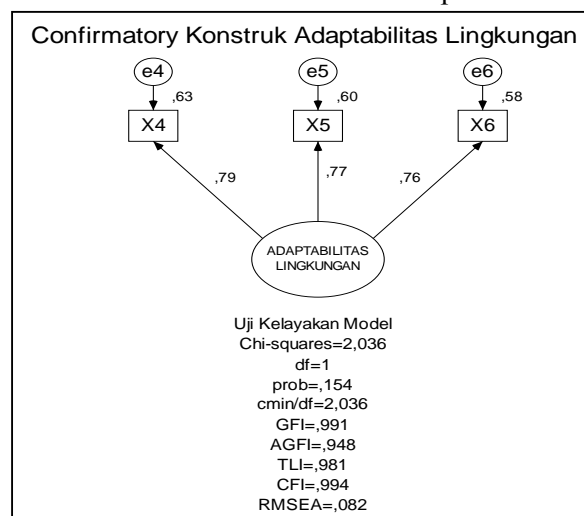 Confirmatory Konstruk Adaptabilitas Lingkungan
e4 e5 e6
,63 ,60 ,58
X4 X5 X6
,79 ,77 ,76
ADAPTABILITAS
LINGKUNGAN
Uji Kelayakan Model
Chi-squares=2,036
df=1
prob=,154
cmin/df=2,036
GFI=,991
AGFI=,948
TLI=,981
CFI=,994
RMSEA=,082